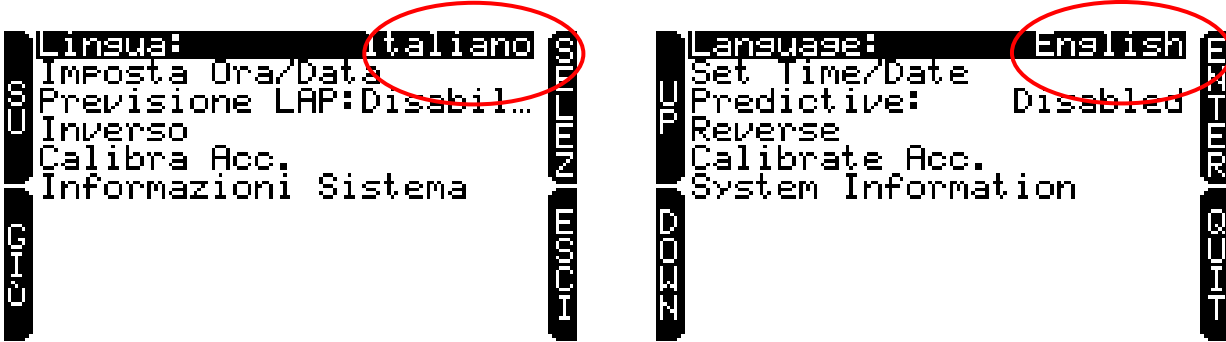 SU
GIÙ
Lingua: Italiano
Imposta Ora/Data
Previsione LAP:Disabil…
Inverso
Calibra Acc.
Informazioni Sistema
SELEZ
ESCI
UP
DOWN
Language: English
Set Time/Date
Predictive: Disabled
Reverse
Calibrate Acc.
System Information
ENTER
QUIT